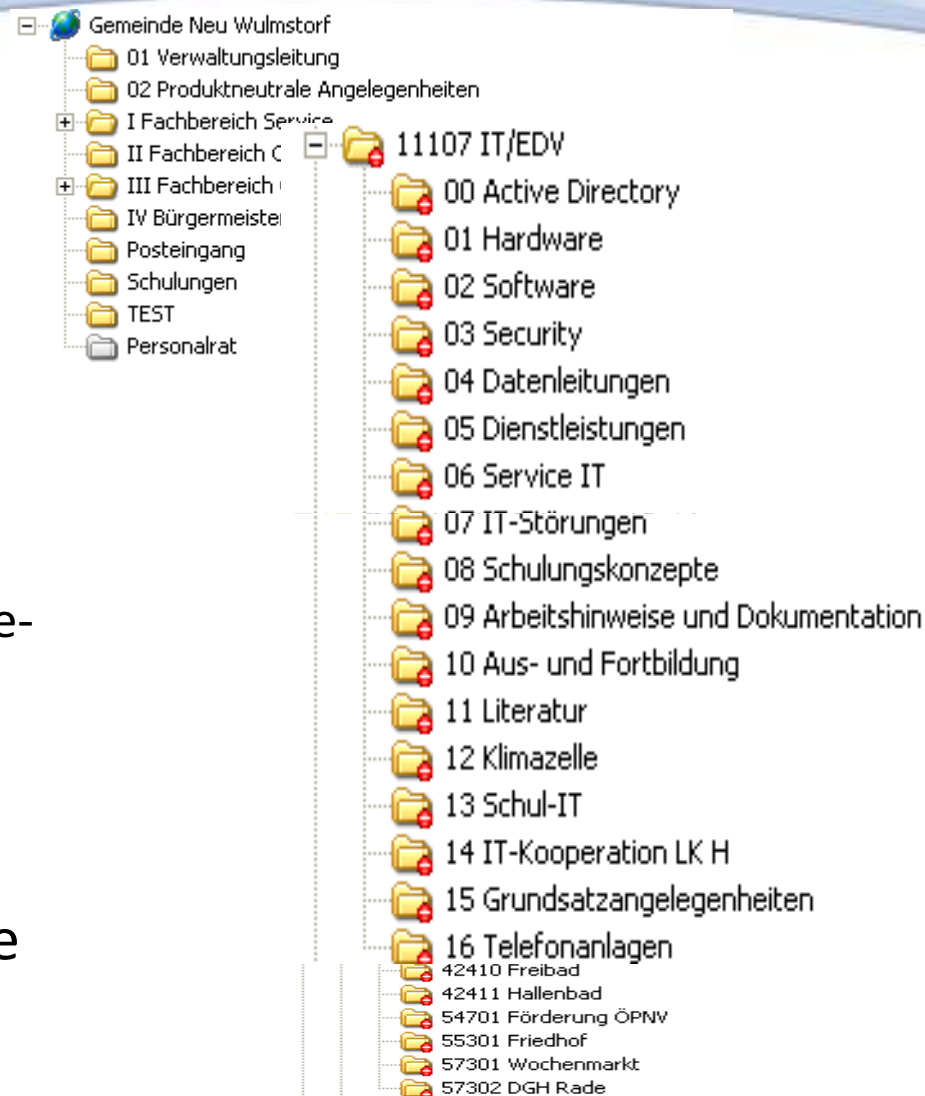 Gemeinde Neu Wulmstorf
01 Verwaltungsleitung
02 Produktneutrale Angelegenheiten
I Fachbereich Service
II Fachbereich
III Fachbereich
IV Bürgermeister
Posteingang
Schulungen
TEST
Personalrat
11107 IT/EDV
00 Active Directory
01 Hardware
02 Software
03 Security
04 Datenleitungen
05 Dienstleistungen
06 Service IT
07 IT-Störungen
08 Schulungskonzepte
09 Arbeitshinweise und Dokumentation
10 Aus- und Fortbildung
11 Literatur
12 Klimazelle
13 Schul-IT
14 IT-Kooperation LK H
15 Grundsatzangelegenheiten
16 Telefonanlagen
42410 Freibad
42411 Hallenbad
54701 Förderung ÖPNV
55301 Friedhof
57301 Wochenmarkt
57302 DGH Rade
e-
e